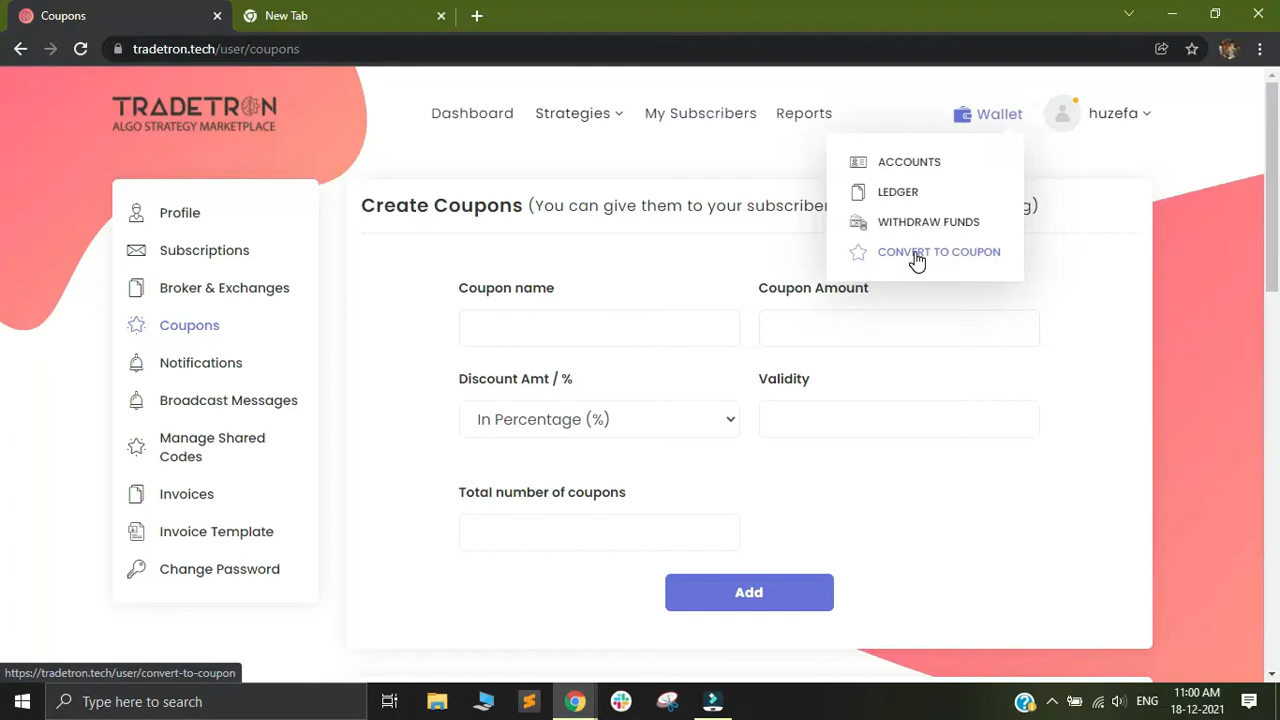 Coupons
New Tab
tradetron.tech/user/coupons
TRADETRON
ALGO STRATEGY MARKETPLACE
Dashboard
Strategies
My Subscribers
Reports
Wallet
huzefa
ACCOUNTS
LEDGER
WITHDRAW FUNDS
CONVERT TO COUPON
Profile
Subscriptions
Broker & Exchanges
Coupons
Notifications
Broadcast Messages
Manage Shared
Codes
Invoices
Invoice Template
Change Password
Create Coupons (You can give them to your subscriber g)
Coupon name
Coupon Amount
Discount Amt / %
Validity
In Percentage (%)
Total number of coupons
Add
https://tradetron.tech/user/convert-to-coupon
Type here to search
ENG
11:00 AM
18-12-2021